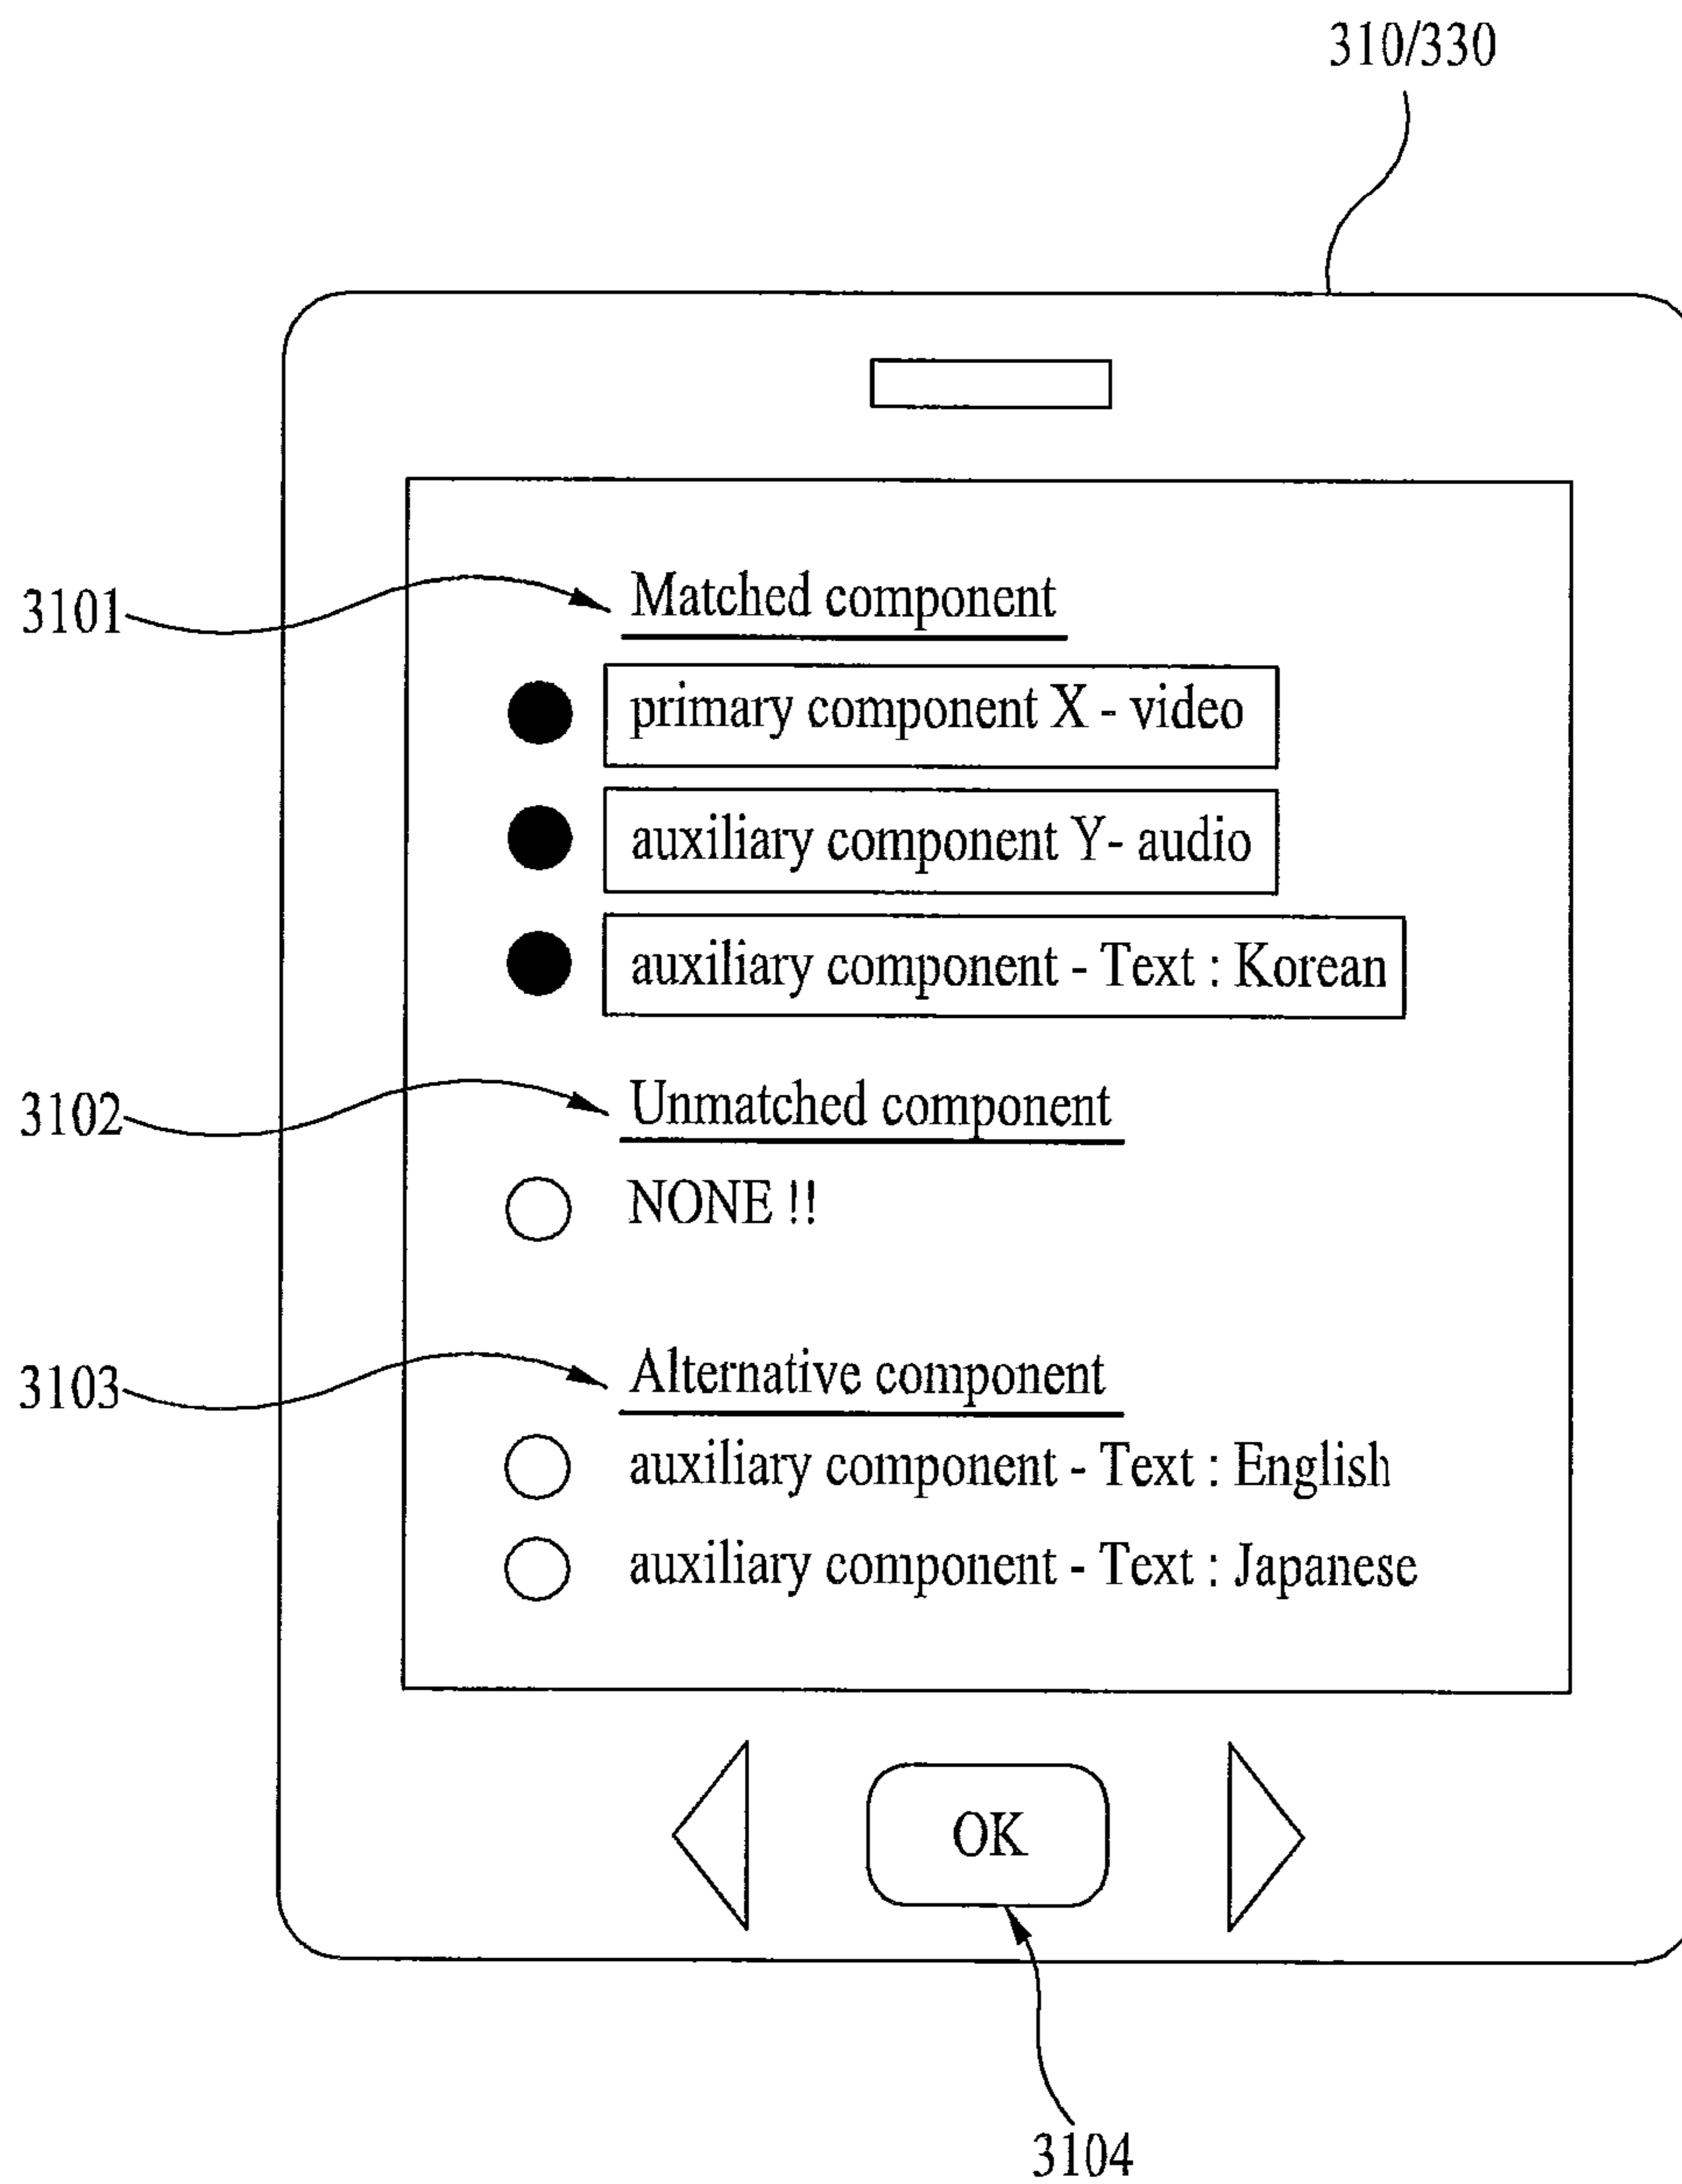 310/330
3101
Matched component
primary component X - video
auxiliary component Y- audio
auxiliary component - Text : Korean
3102
Unmatched component
NONE !!
3103
Alternative component
auxiliary component - Text : English
auxiliary component - Text : Japanese
OK
3104